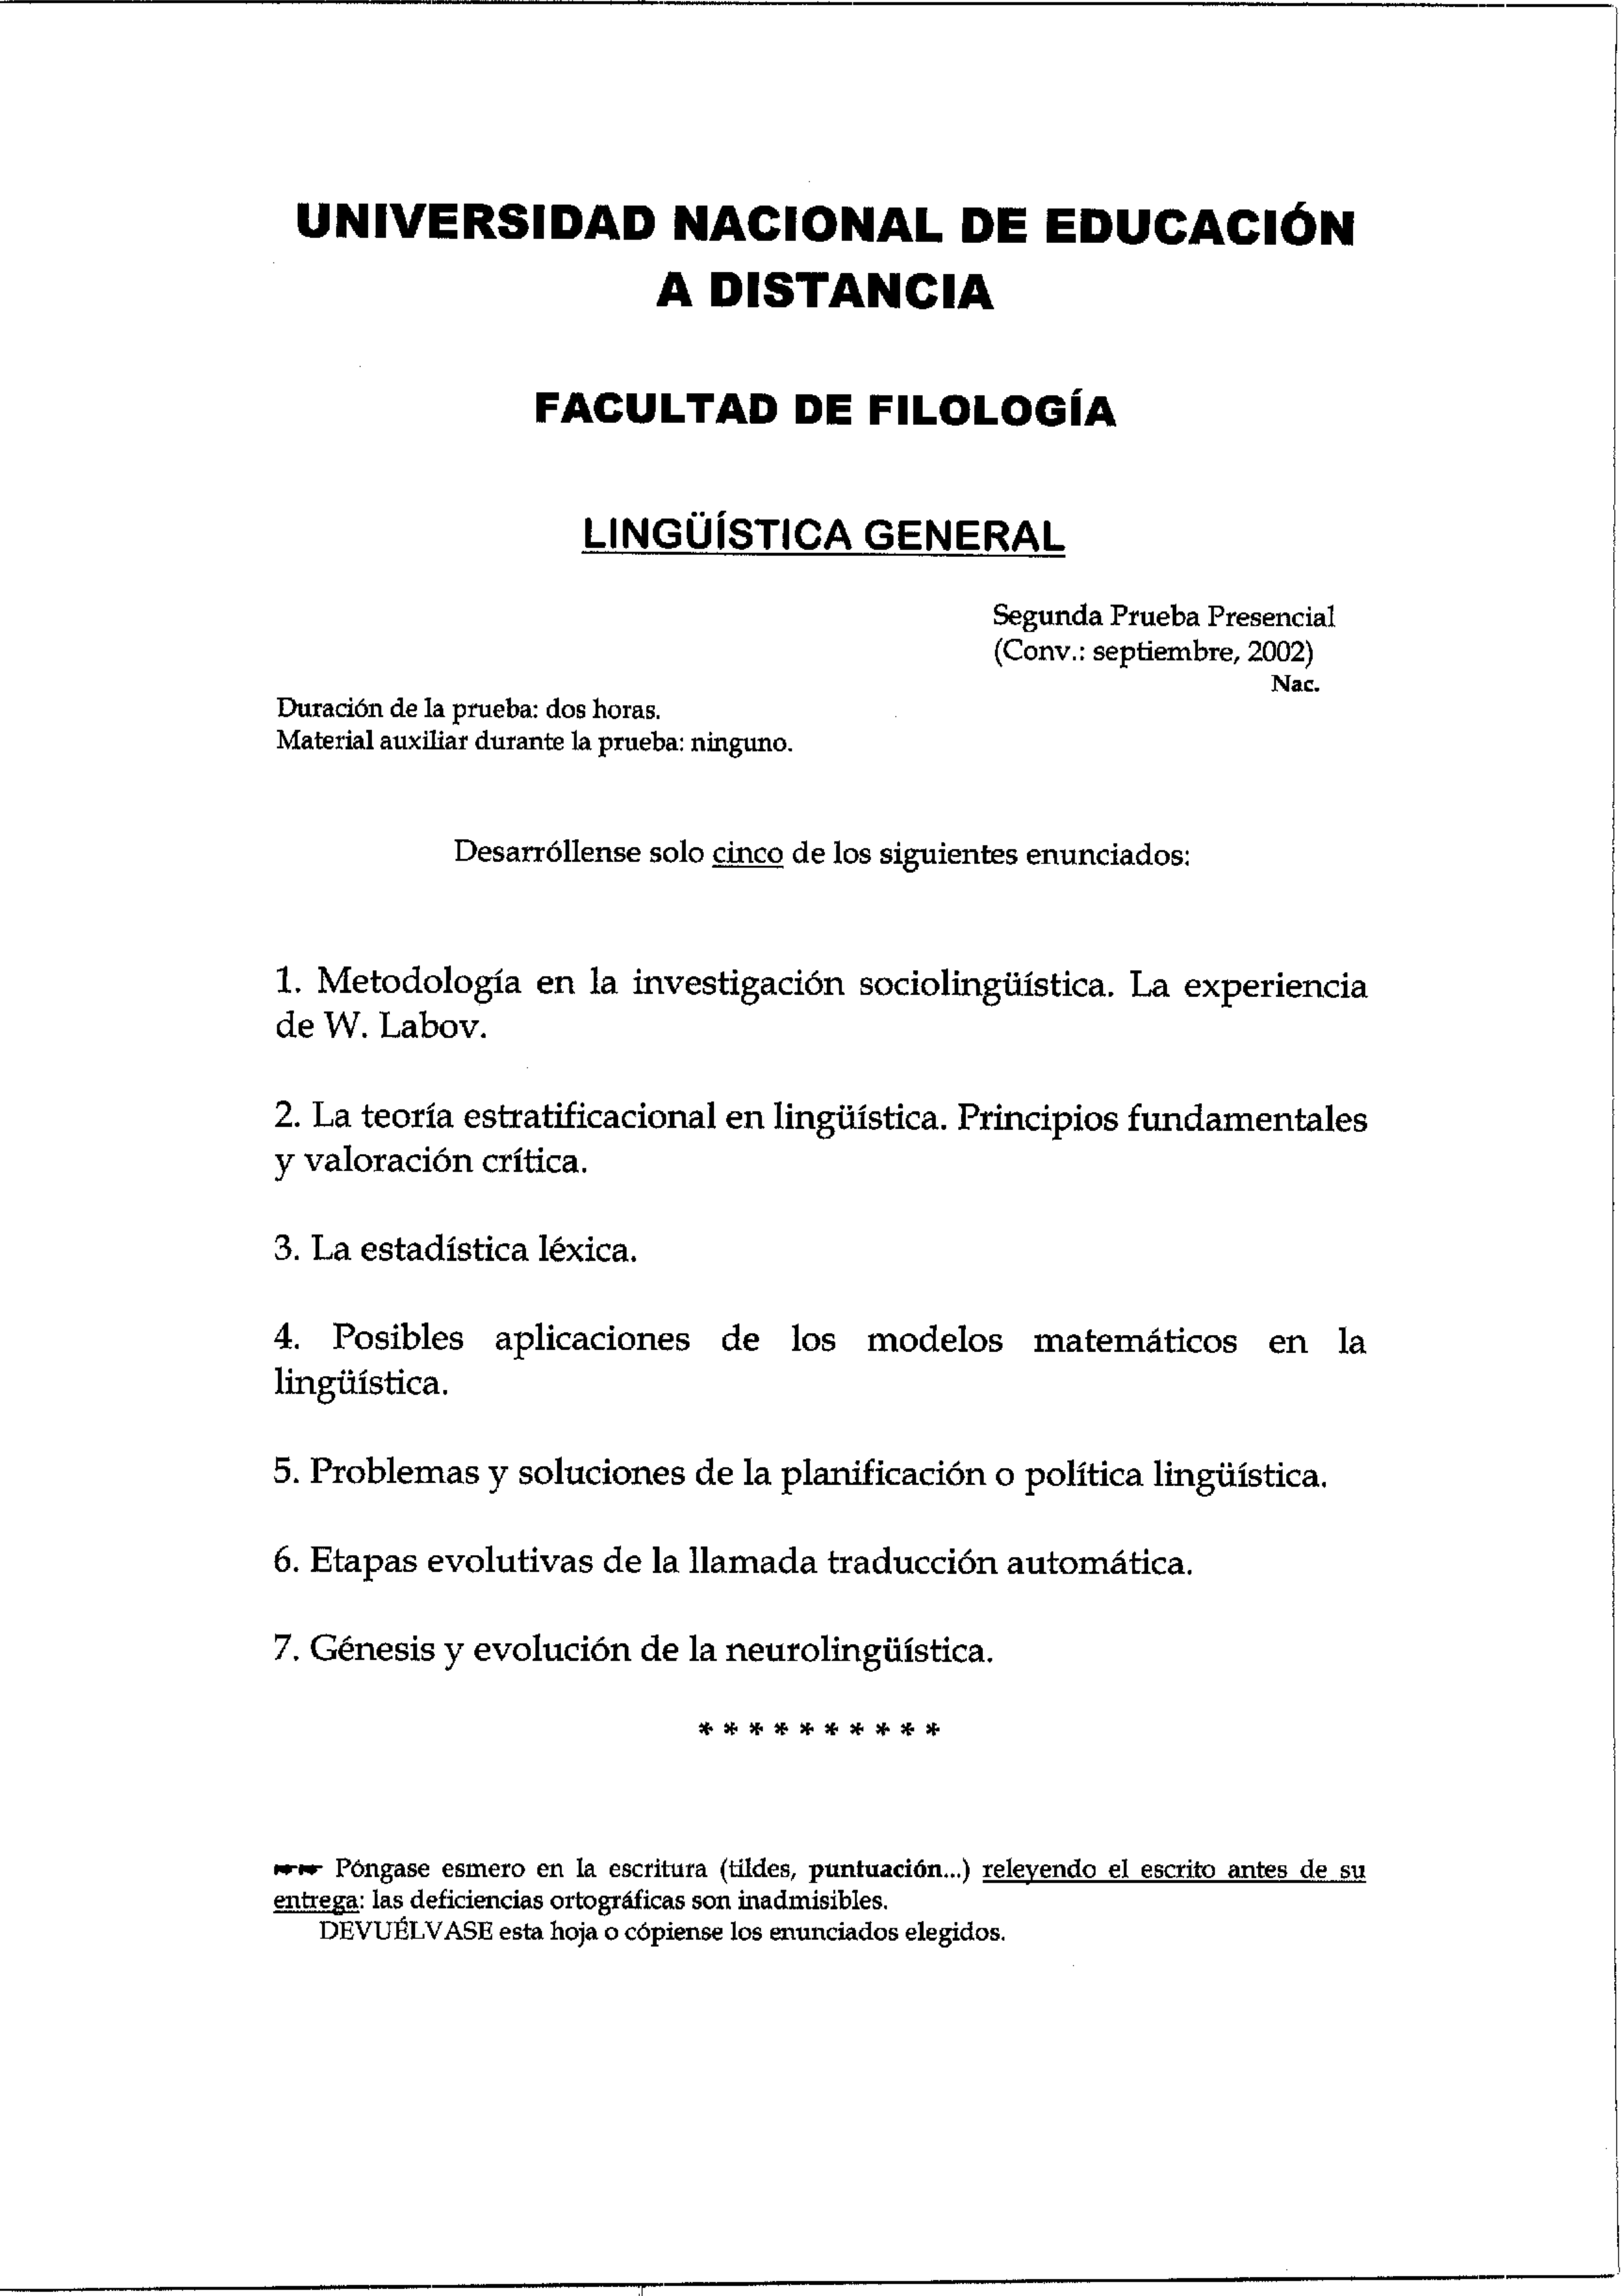 UNIVERSIDAD NACIONAL DE EDUCACIÓN
A DISTANCIA
FACULTAD DE FILOLOGÍA
LINGÜÍSTICA GENERAL
Segunda Prueba Presencial
(Conv.: septiembre, 2002)
Nac.
Duración de la prueba: dos horas.
Material auxiliar durante la prueba: ninguno.
Desarróllense solo cinco de los siguientes enunciados:
1. Metodología en la investigación sociolingüística. La experiencia
de W. Labov.
2. La teoría estratificacional en lingüística. Principios fundamentales
y valoración crítica.
3. La estadística léxica.
4. Posibles aplicaciones de los modelos matemáticos en la
lingüística.
5. Problemas y soluciones de la planificación o política lingüística.
6. Etapas evolutivas de la llamada traducción automática.
7. Génesis y evolución de la neurolingüística.
* * * * * * * * * *
Póngase esmero en la escritura (tildes, puntuación...) releyendo el escrito antes de su
entrega: las deficiencias ortográficas son inadmisibles.
DEVUÉLVASE esta hoja o cópiense los enunciados elegidos.